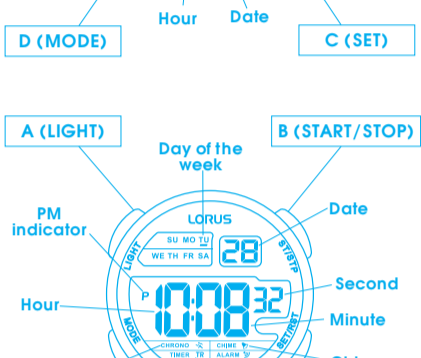 Hour
Date
D (MODE)
C (SET)
A (LIGHT)
B (START/STOP)
Day of the
week
PM
indicator
LORUS
Date
SU MO TU
WE TH FR SA
28
LIGHT
ST/STP
Second
P
10:08
32
Hour
Minute
MODE
SET/RST
CHRONO
CHIME
TIMER TR
ALARM